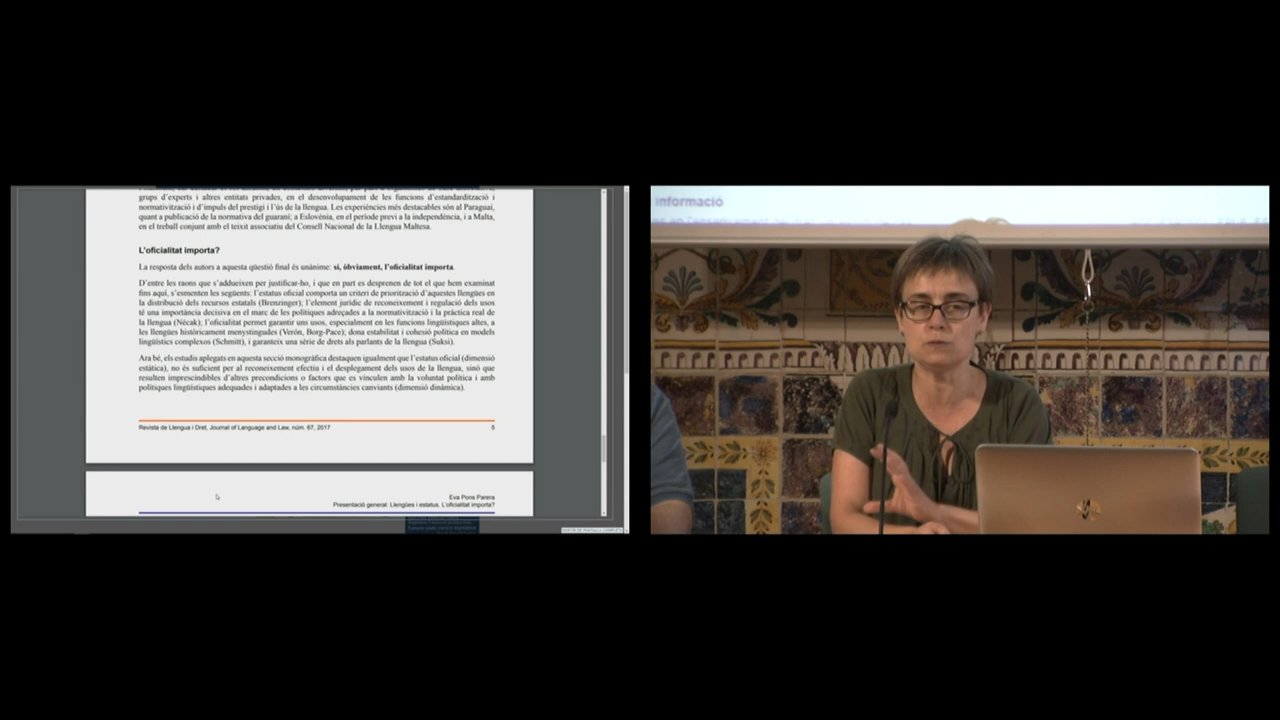 grups d'experts i altres entitats privades, en el desenvolupament de les funcions d'estandardització i
normativització i d'impuls del prestigi i l'ús de la llengua. Les experiències més destacables són al Paraguai,
quant a publicació de la normativa del guaraní; a Eslovènia, en el període previ a la independència, i a Malta,
en el treball conjunt amb el teixit associatiu del Consell Nacional de la Llengua Maltesa.
L'oficialitat importa?
La resposta dels autors a aquesta qüestió final és unànime: sí, òbviament, l'oficialitat importa.
D'entre les raons que s'addueixen per justificar-ho, i que en part es desprenen de tot el que hem examinat
fins aquí, s'esmenten les següents: l'estatus oficial comporta un criteri de priorització d'aquestes llengües en
la distribució dels recursos estatals (Brenzinger); l'element jurídic de reconeixement i regulació dels usos
té una importància decisiva en el marc de les polítiques adreçades a la normativització i la pràctica real de
la llengua (Nécak); l'oficialitat permet garantir uns usos, especialment en les funcions lingüístiques altes, a
les llengües històricament menystingudes (Verón, Borg-Pace); dona estabilitat i cohesió política en models
lingüístics complexos (Schmitt), i garanteix una sèrie de drets als parlants de la llengua (Suksi).
Ara bé, els estudis aplegats en aquesta secció monogràfica destaquen igualment que l'estatus oficial (dimensió
estàtica), no és suficient per al reconeixement efectiu i el desplegament dels usos de la llengua, sinó que
resulten imprescindibles d'altres precondicions o factors que es vinculen amb la voluntat política i amb
polítiques lingüístiques adequades i adaptades a les circumstàncies canviants (dimensió dinàmica).
Revista de Llengua i Dret, Journal of Language and Law, núm. 67, 2017 5
Eva Pons Parera
Presentació general: Llengües i estatus. L'oficialitat importa?
informació